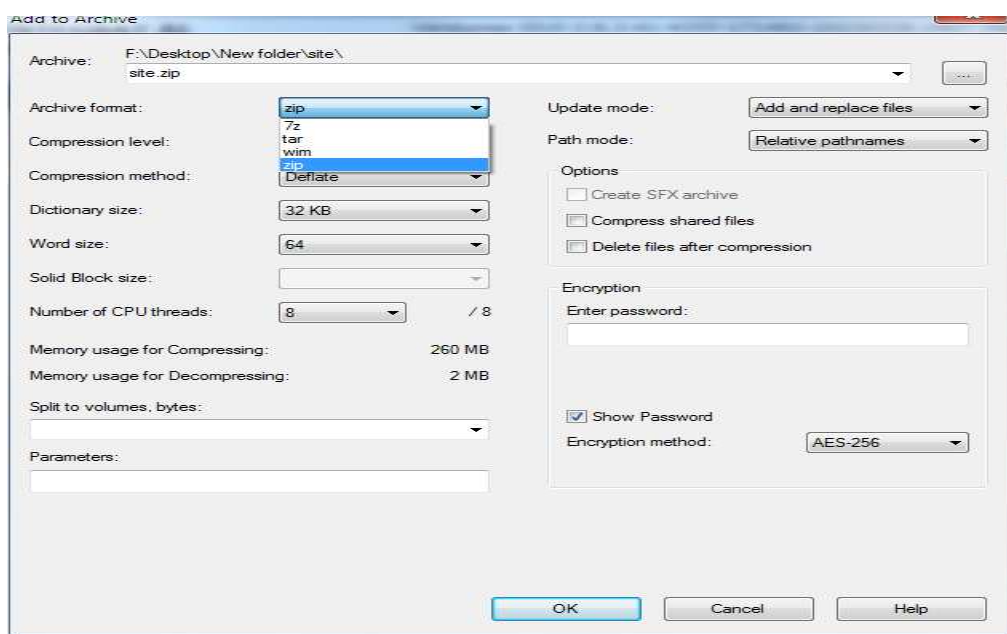 Add to Archive
Archive:
F:\Desktop\New folder\site\
site.zip
...
Archive format:
zip
7z
tar
wim
zip
Compression level:
Compression method:
Deflate
Dictionary size:
32 KB
Word size:
64
Solid Block size:
Number of CPU threads:
8
/ 8
Memory usage for Compressing:
260 MB
Memory usage for Decompressing:
2 MB
Split to volumes, bytes:
Parameters:
Update mode:
Add and replace files
Path mode:
Relative pathnames
Options
Create SFX archive
Compress shared files
Delete files after compression
Encryption
Enter password:
Show Password
Encryption method:
AES-256
OK
Cancel
Help